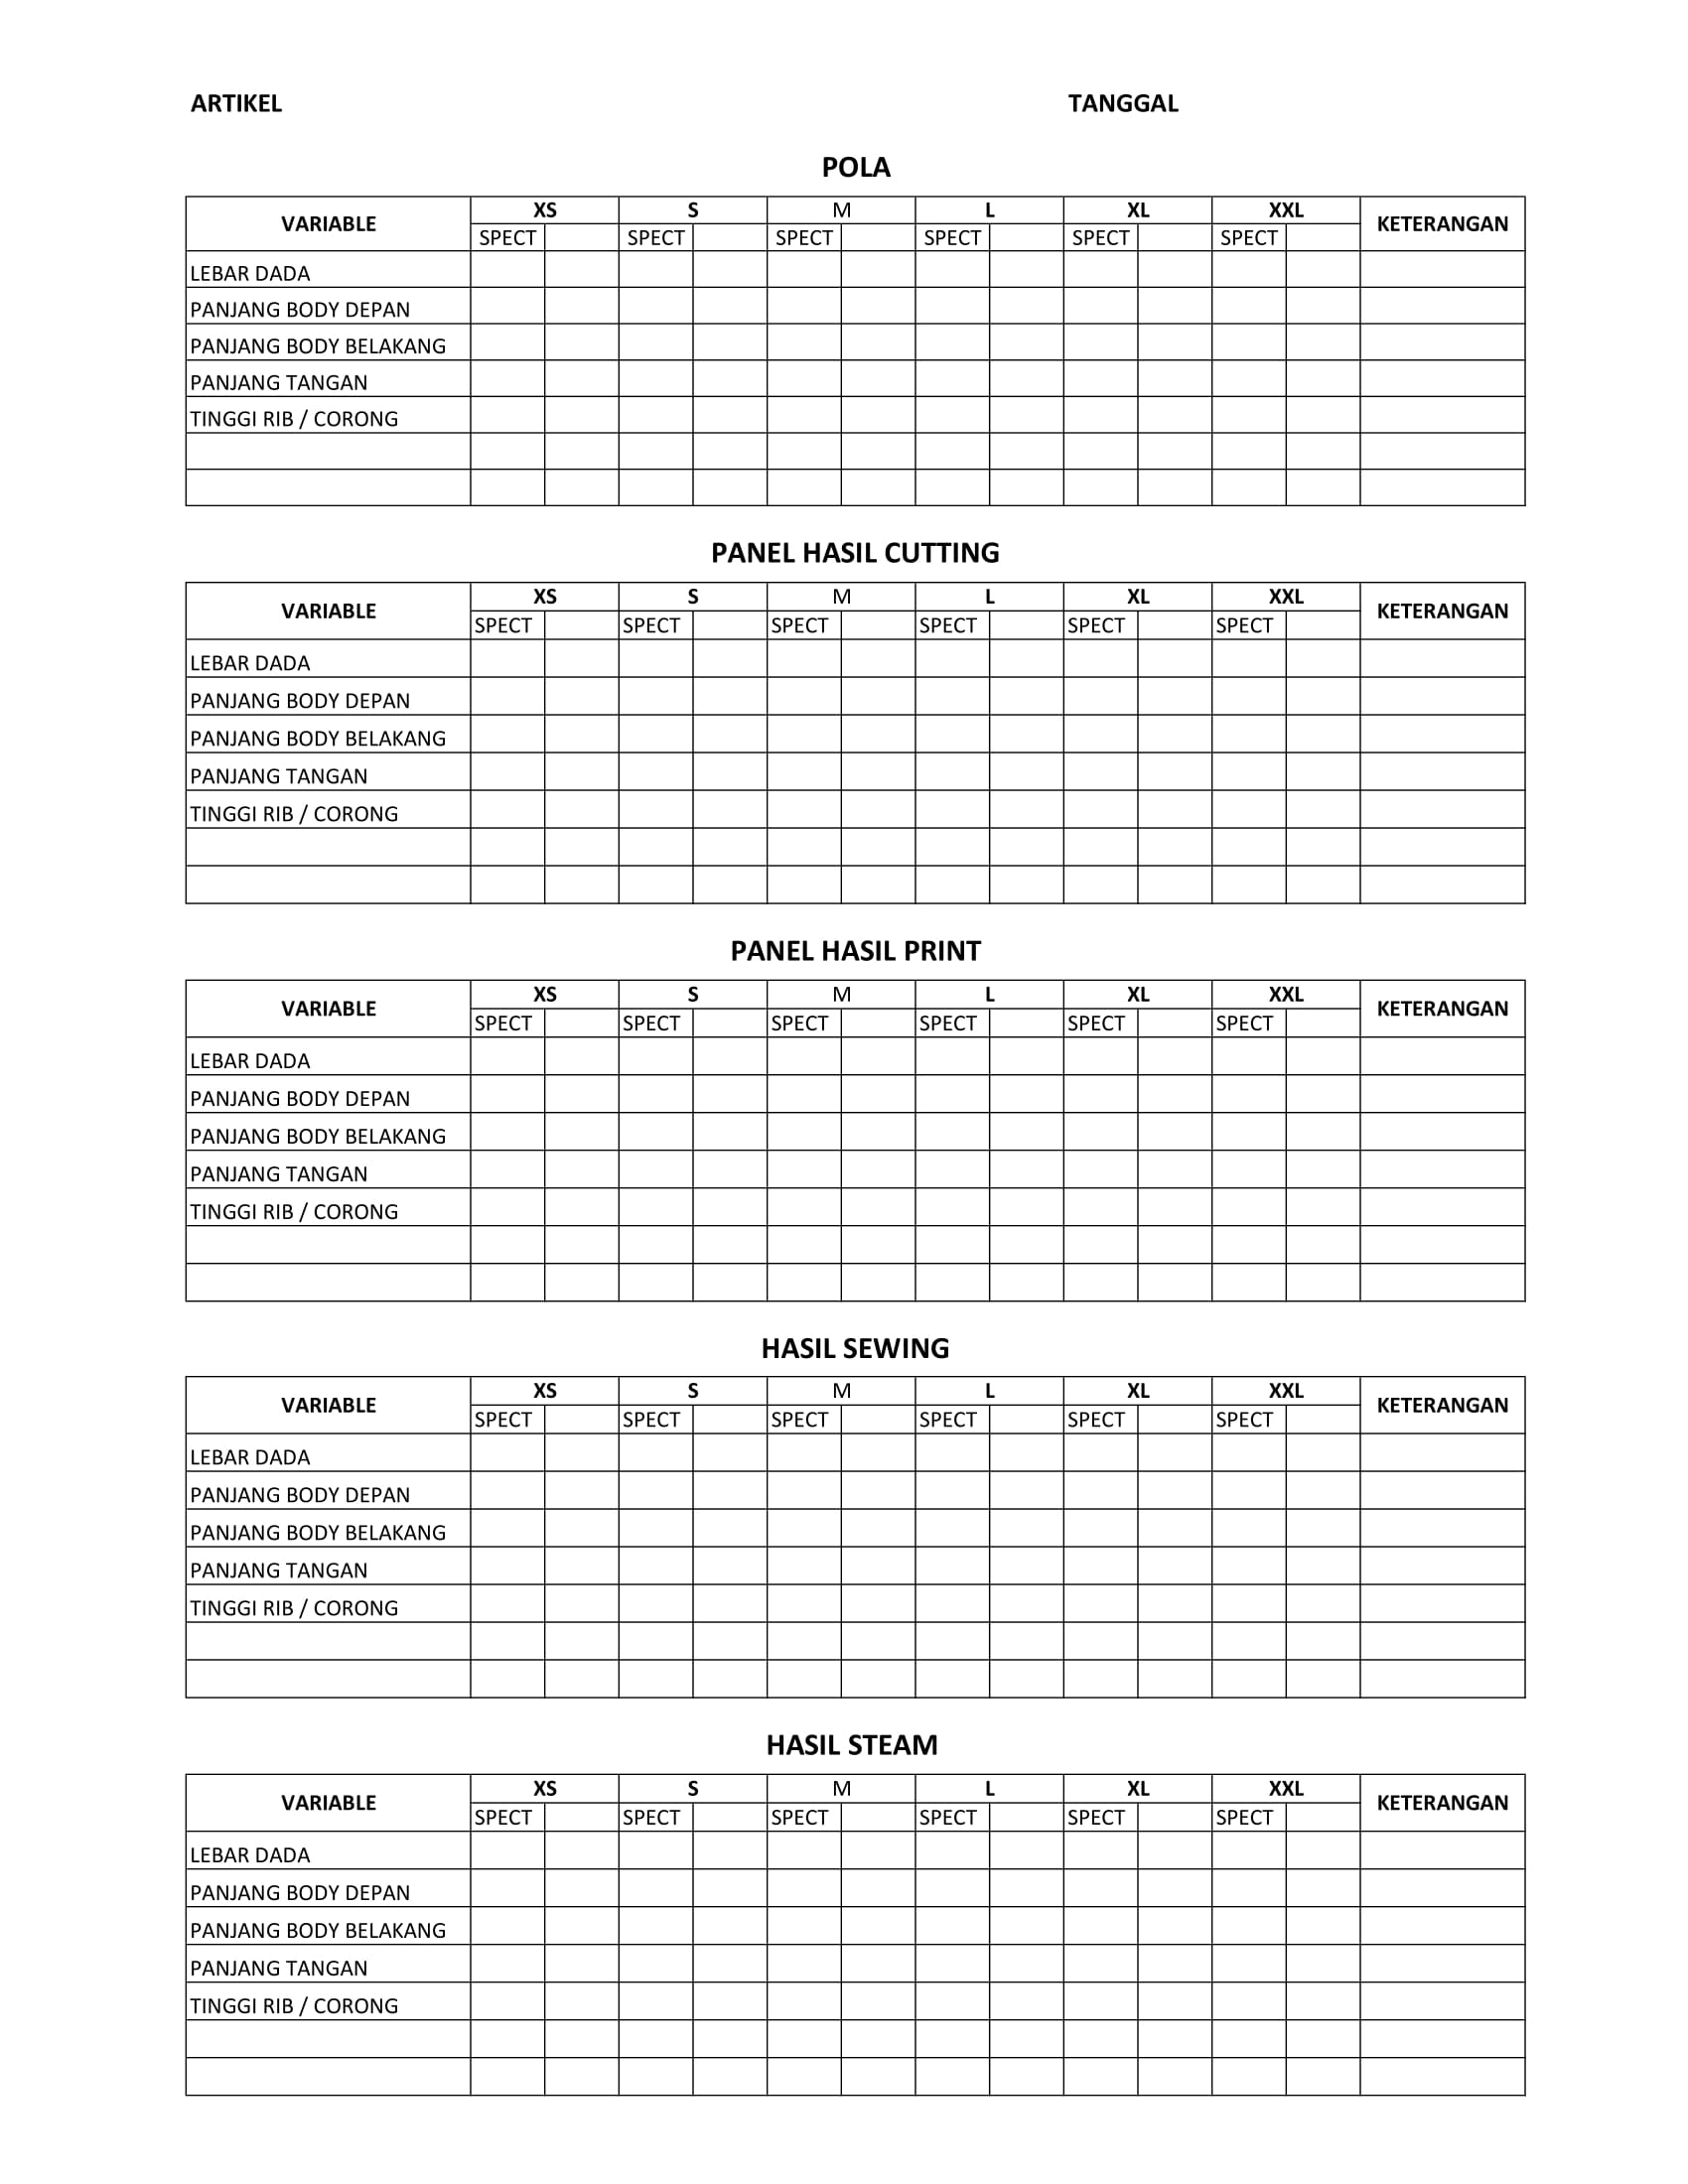 ARTIKEL TANGGAL
POLA
VARIABLE XS S M L XL XXL KETERANGAN
SPECT SPECT SPECT SPECT SPECT SPECT
LEBAR DADA
PANJANG BODY DEPAN
PANJANG BODY BELAKANG
PANJANG TANGAN
TINGGI RIB / CORONG
PANEL HASIL CUTTING
VARIABLE XS S M L XL XXL KETERANGAN
SPECT SPECT SPECT SPECT SPECT SPECT
LEBAR DADA
PANJANG BODY DEPAN
PANJANG BODY BELAKANG
PANJANG TANGAN
TINGGI RIB / CORONG
PANEL HASIL PRINT
VARIABLE XS S M L XL XXL KETERANGAN
SPECT SPECT SPECT SPECT SPECT SPECT
LEBAR DADA
PANJANG BODY DEPAN
PANJANG BODY BELAKANG
PANJANG TANGAN
TINGGI RIB / CORONG
HASIL SEWING
VARIABLE XS S M L XL XXL KETERANGAN
SPECT SPECT SPECT SPECT SPECT SPECT
LEBAR DADA
PANJANG BODY DEPAN
PANJANG BODY BELAKANG
PANJANG TANGAN
TINGGI RIB / CORONG
HASIL STEAM
VARIABLE XS S M L XL XXL KETERANGAN
SPECT SPECT SPECT SPECT SPECT SPECT
LEBAR DADA
PANJANG BODY DEPAN
PANJANG BODY BELAKANG
PANJANG TANGAN
TINGGI RIB / CORONG